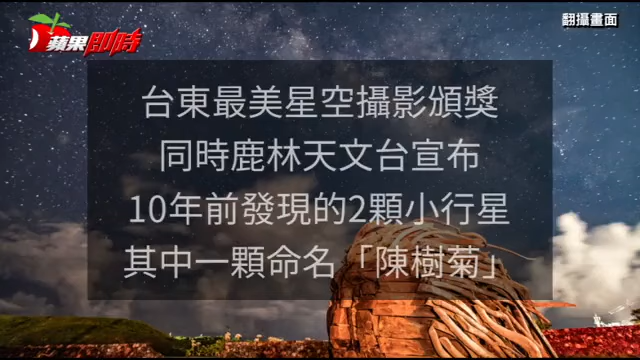 蘋果即時
翻攝畫面
台東最美星空攝影頒獎
同時鹿林天文台宣布
10年前發現的2顆小行星
其中一顆命名「陳樹菊」